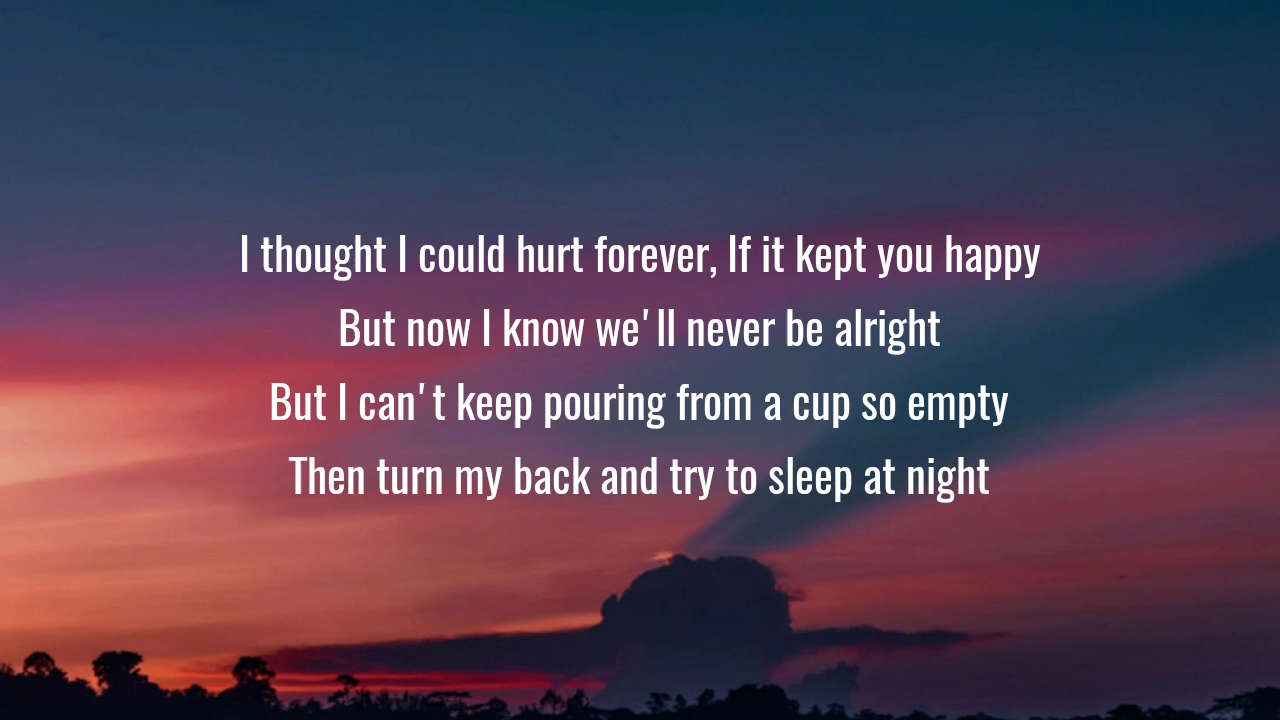 I thought I could hurt forever, If it kept you happy
But now I know we'll never be alright
But I can't keep pouring from a cup so empty
Then turn my back and try to sleep at night